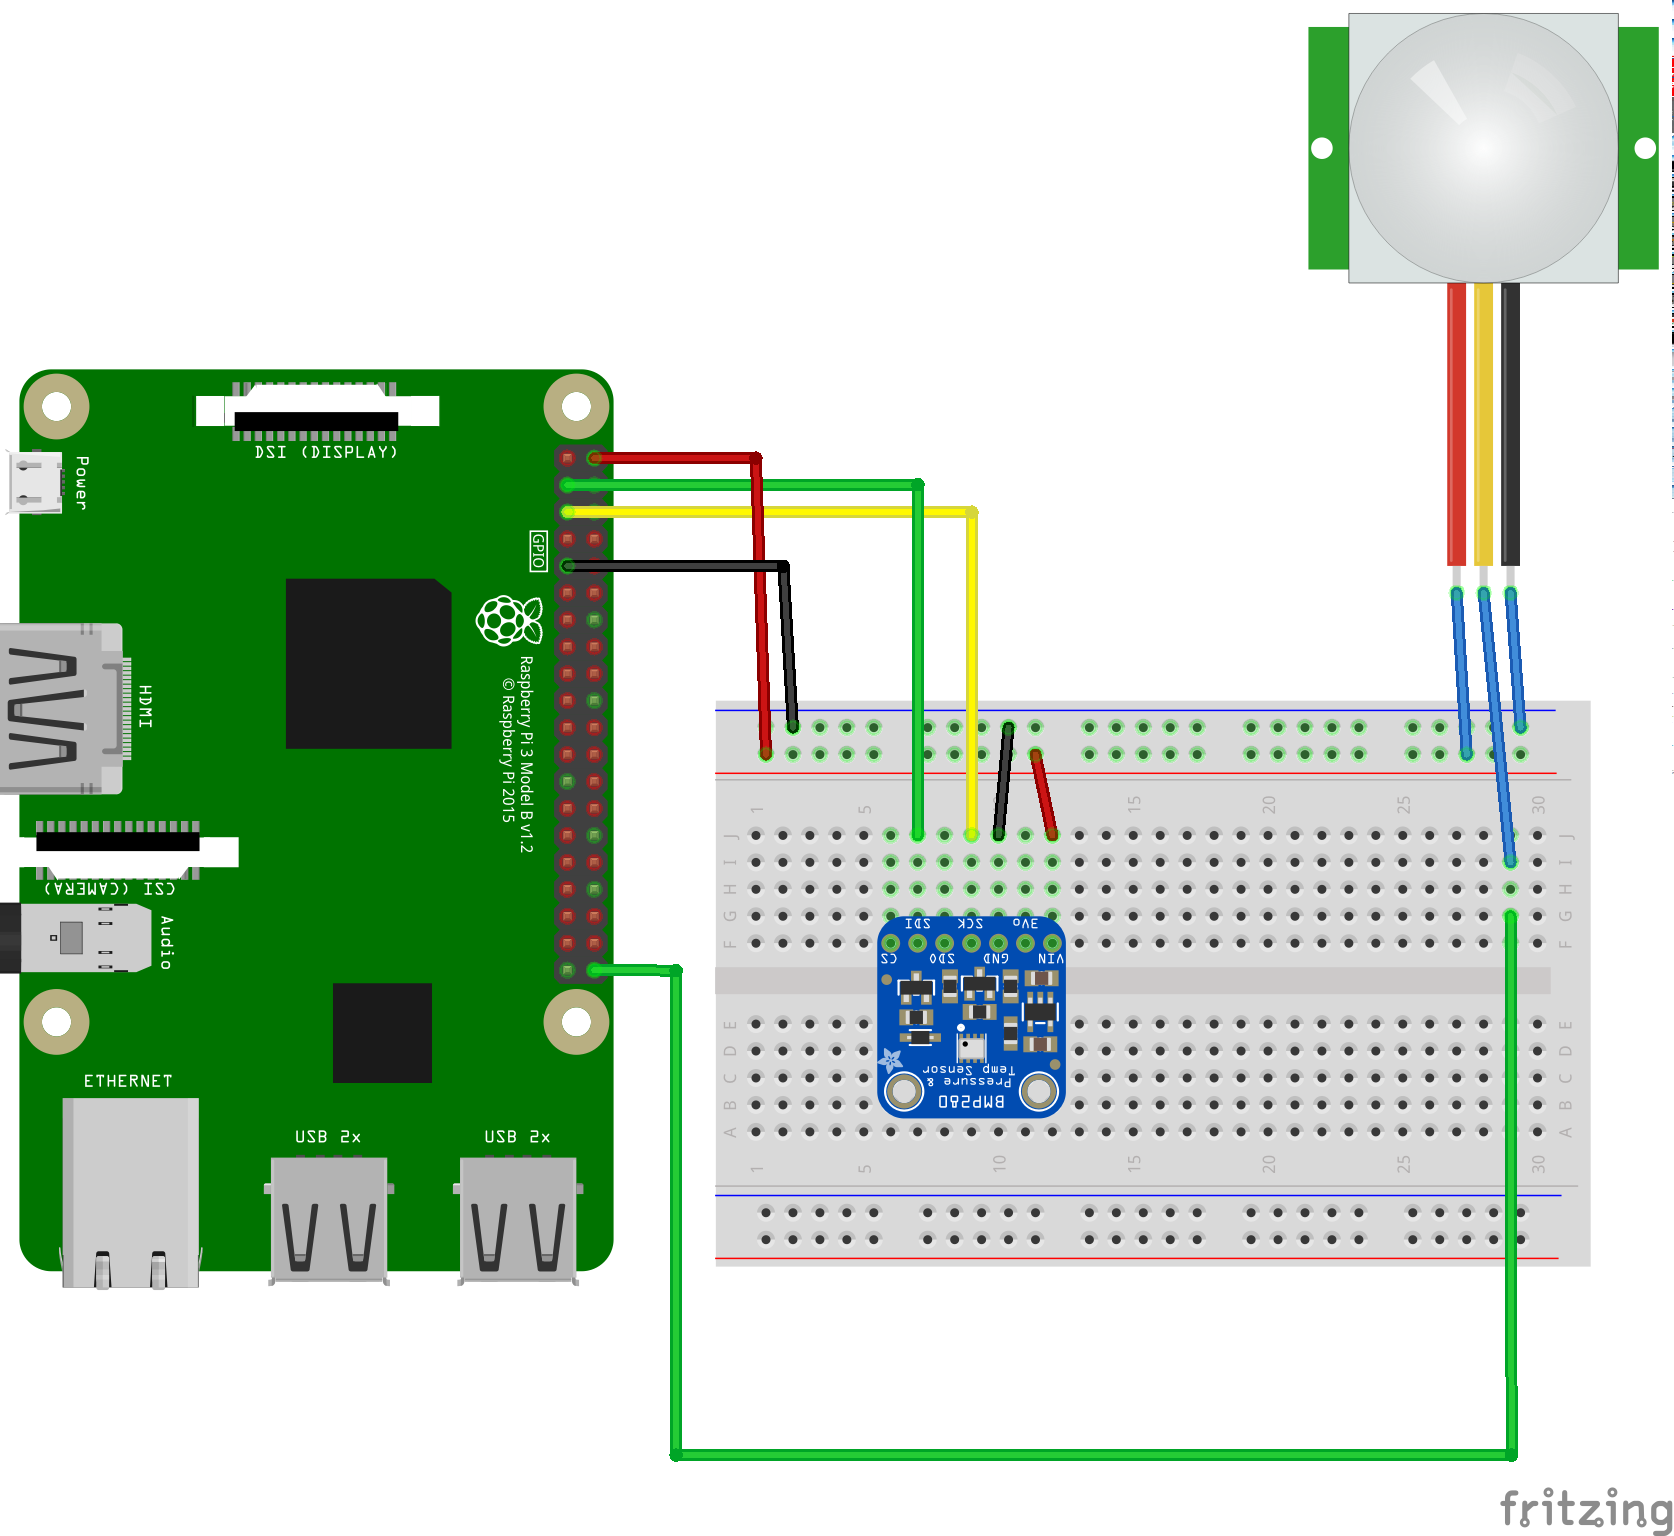 DSI (DISPLAY)
Power
GPIO
Raspberry Pi 3 Model B v1.2
© Raspberry Pi 2015
HDMI
CSI (CAMERA)
Audio
ETHERNET
USB 2x
USB 2x
1
5
10
15
20
25
30
J
I
H
G
F
J
I
H
G
F
SDI
SCK
3Vo
CS
SDO
GND
VIN
BMP280
Pressure &
Temp Sensor
E
D
C
B
A
E
D
C
B
A
1
5
10
15
20
25
30
fritzing